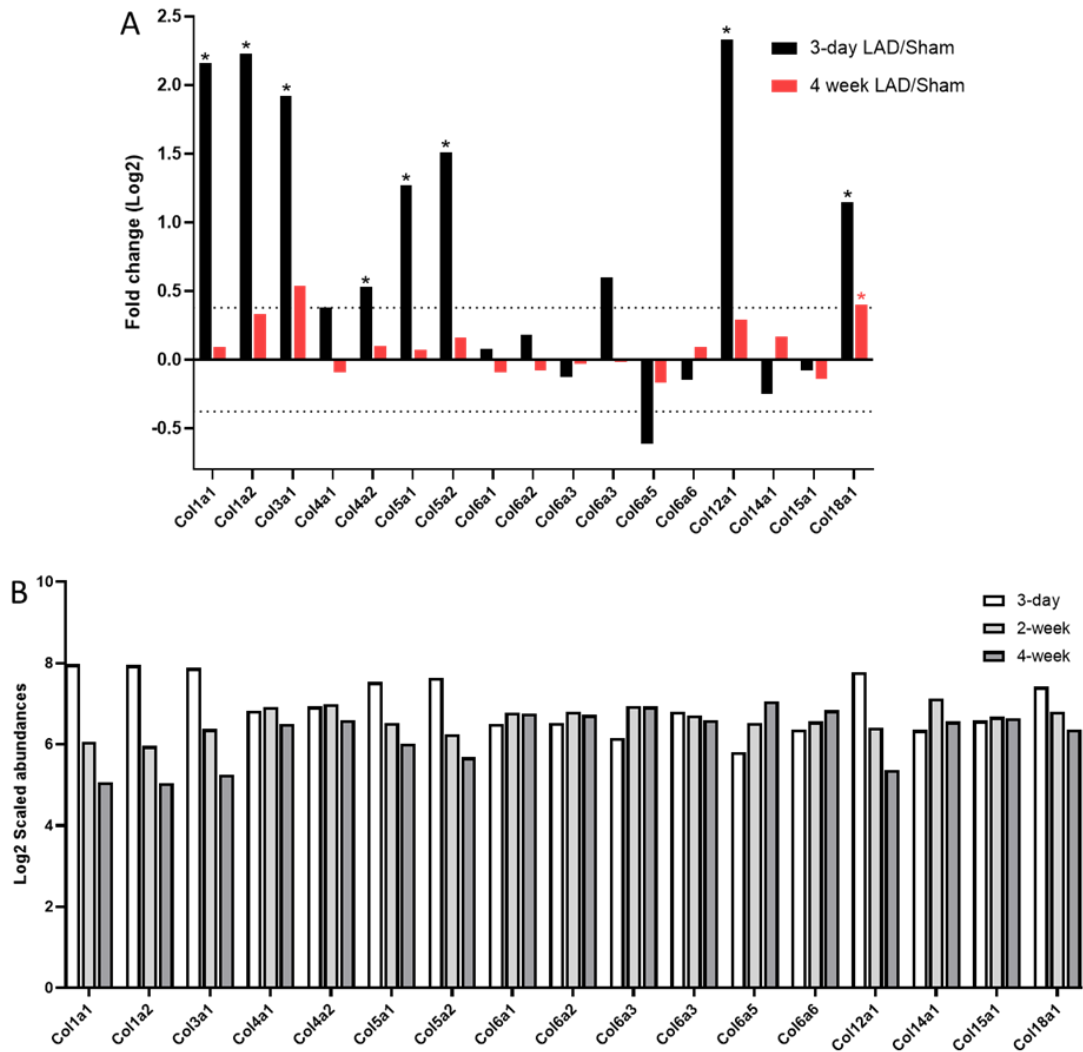 A
2.5
2.0
1.5
1.0
0.5
0.0
-0.5
Fold change (Log2)
3-day LAD/Sham
4 week LAD/Sham
*
*
*
*
*
*
*
*
*
Col1a1
Col1a2
Col3a1
Col4a1
Col4a2
Col5a1
Col5a2
Col6a1
Col6a2
Col6a3
Col6a3
Col6a5
Col6a6
Col12a1
Col14a1
Col15a1
Col18a1
B
10
8
6
4
2
0
Log2 Scaled abundances
3-day
2-week
4-week
Col1a1
Col1a2
Col3a1
Col4a1
Col4a2
Col5a1
Col5a2
Col6a1
Col6a2
Col6a3
Col6a3
Col6a5
Col6a6
Col12a1
Col14a1
Col15a1
Col18a1